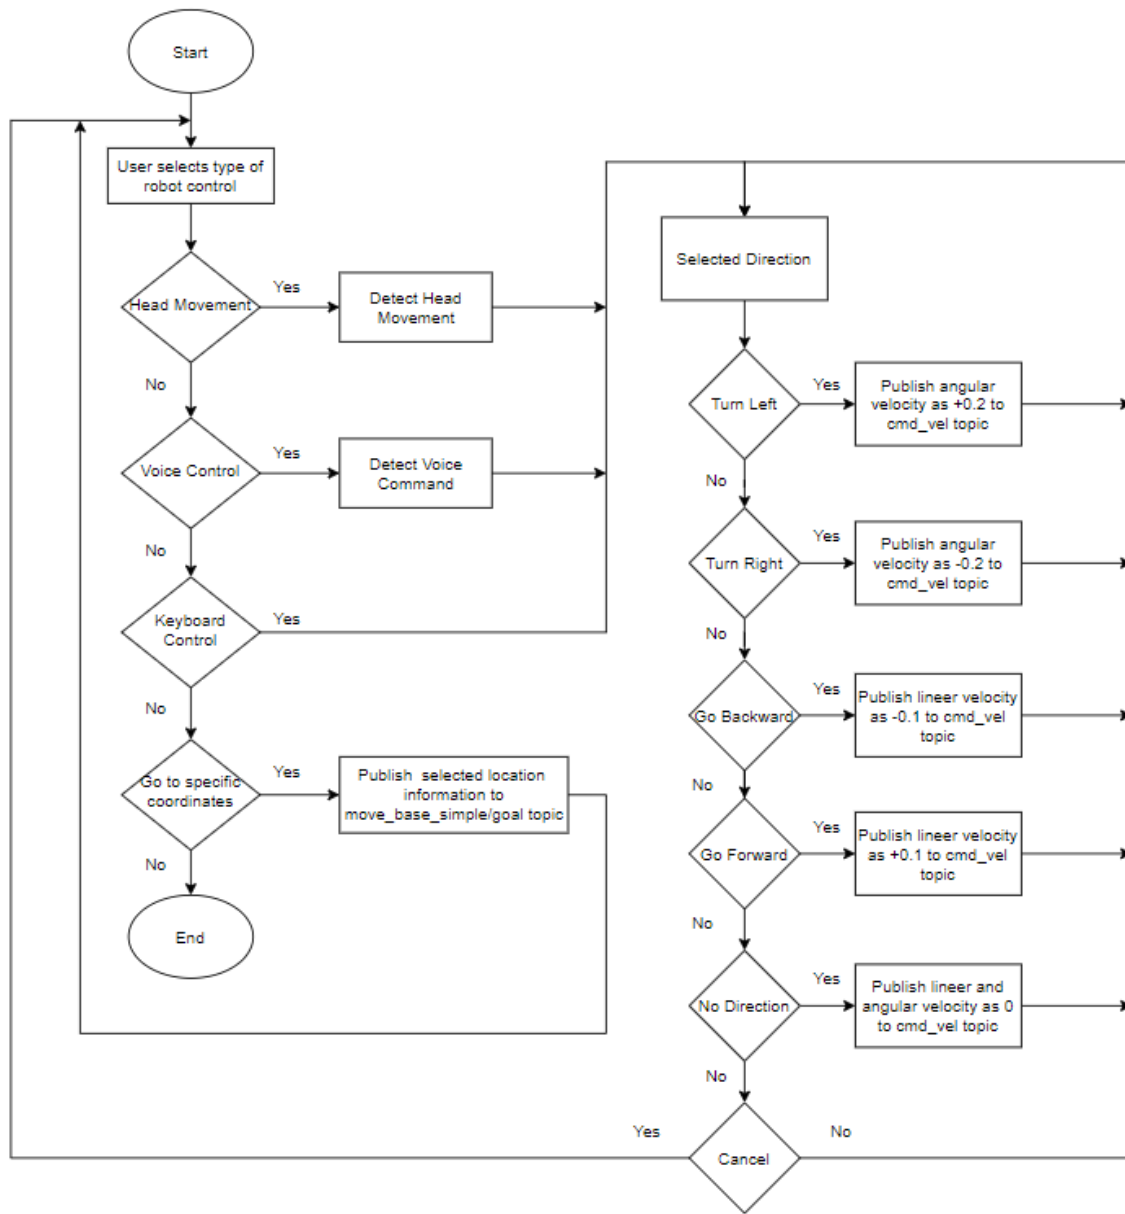 Start
User selects type of
robot control
Head Movement
Yes
Detect Head
Movement
No
Voice Control
Yes
Detect Voice
Command
No
Keyboard
Control
Yes
No
Go to specific
coordinates
Yes
Publish selected location
information to
move_base_simple/goal topic
No
End
Selected Direction
Turn Left
Yes
Publish angular
velocity as +0.2 to
cmd_vel topic
No
Turn Right
Yes
Publish angular
velocity as -0.2 to
cmd_vel topic
No
Go Backward
Yes
Publish lineer velocity
as -0.1 to cmd_vel
topic
No
Go Forward
Yes
Publish lineer velocity
as +0.1 to cmd_vel
topic
No
No Direction
Yes
Publish lineer and
angular velocity as 0
to cmd_vel topic
No
Yes
Cancel
No